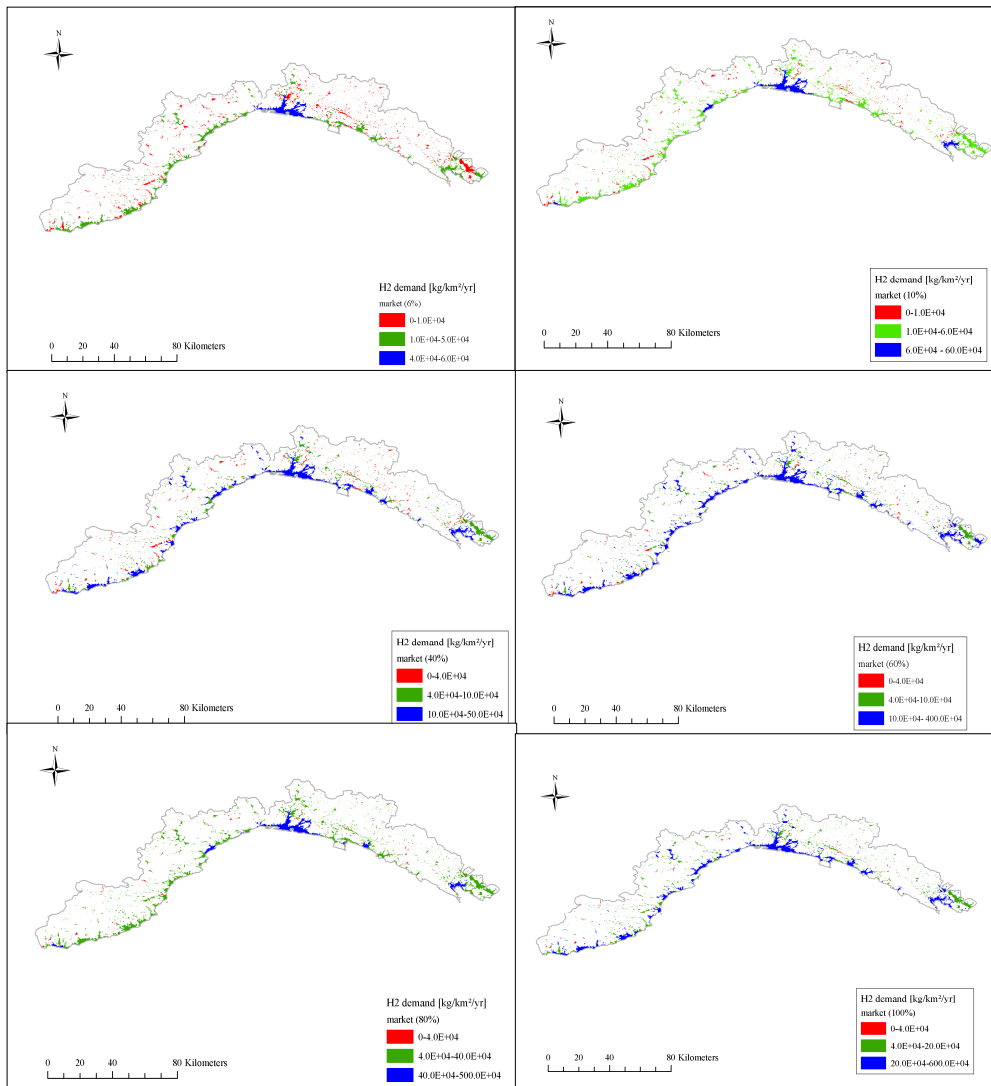 N
H2 demand [kg/km²/yr]
market (6%)
0-1.0E+04
1.0E+04-5.0E+04
4.0E+04-6.0E+04
0 20 40 80 Kilometers
N
H2 demand [kg/km²/yr]
market (10%)
0-1.0E+04
1.0E+04-6.0E+04
6.0E+04 - 60.0E+04
0 20 40 80 Kilometers
N
H2 demand [kg/km²/yr]
market (40%)
0-4.0E+04
4.0E+04-10.0E+04
10.0E+04-50.0E+04
0 20 40 80 Kilometers
N
H2 demand [kg/km²/yr]
market (60%)
0-4.0E+04
4.0E+04-10.0E+04
10.0E+04- 400.0E+04
0 20 40 80 Kilometers
N
H2 demand [kg/km²/yr]
market (80%)
0-4.0E+04
4.0E+04-40.0E+04
40.0E+04-500.0E+04
0 20 40 80 Kilometers
N
H2 demand [kg/km²/yr]
market (100%)
0-4.0E+04
4.0E+04-20.0E+04
20.0E+04-600.0E+04
0 20 40 80 Kilometers